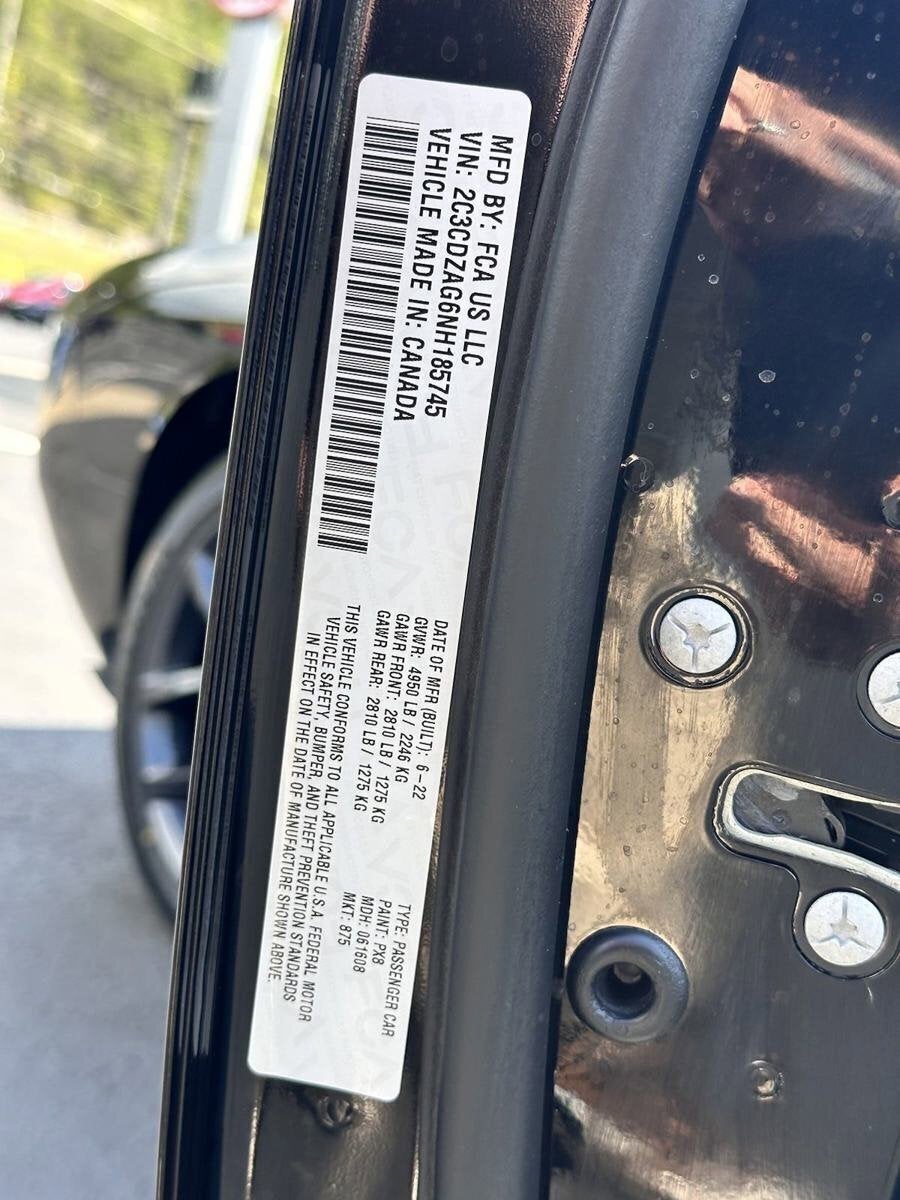 MFD BY: FCA US LLC
VIN: 2C3CDZAG6NH185745
VEHICLE MADE IN: CANADA
DATE OF MFR (BUILT): 6-22
GVWR: 4950 LB / 2246 KG
GAWR FRONT: 2810 LB / 1275 KG
GAWR REAR: 2810 LB / 1275 KG
TYPE: PASSENGER CAR
PAINT: PX8
MDH: 061608
MKT: 875
THIS VEHICLE CONFORMS TO ALL APPLICABLE U.S.A. FEDERAL MOTOR
VEHICLE SAFETY, BUMPER, AND THEFT PREVENTION STANDARDS
IN EFFECT ON THE DATE OF MANUFACTURE SHOWN ABOVE.